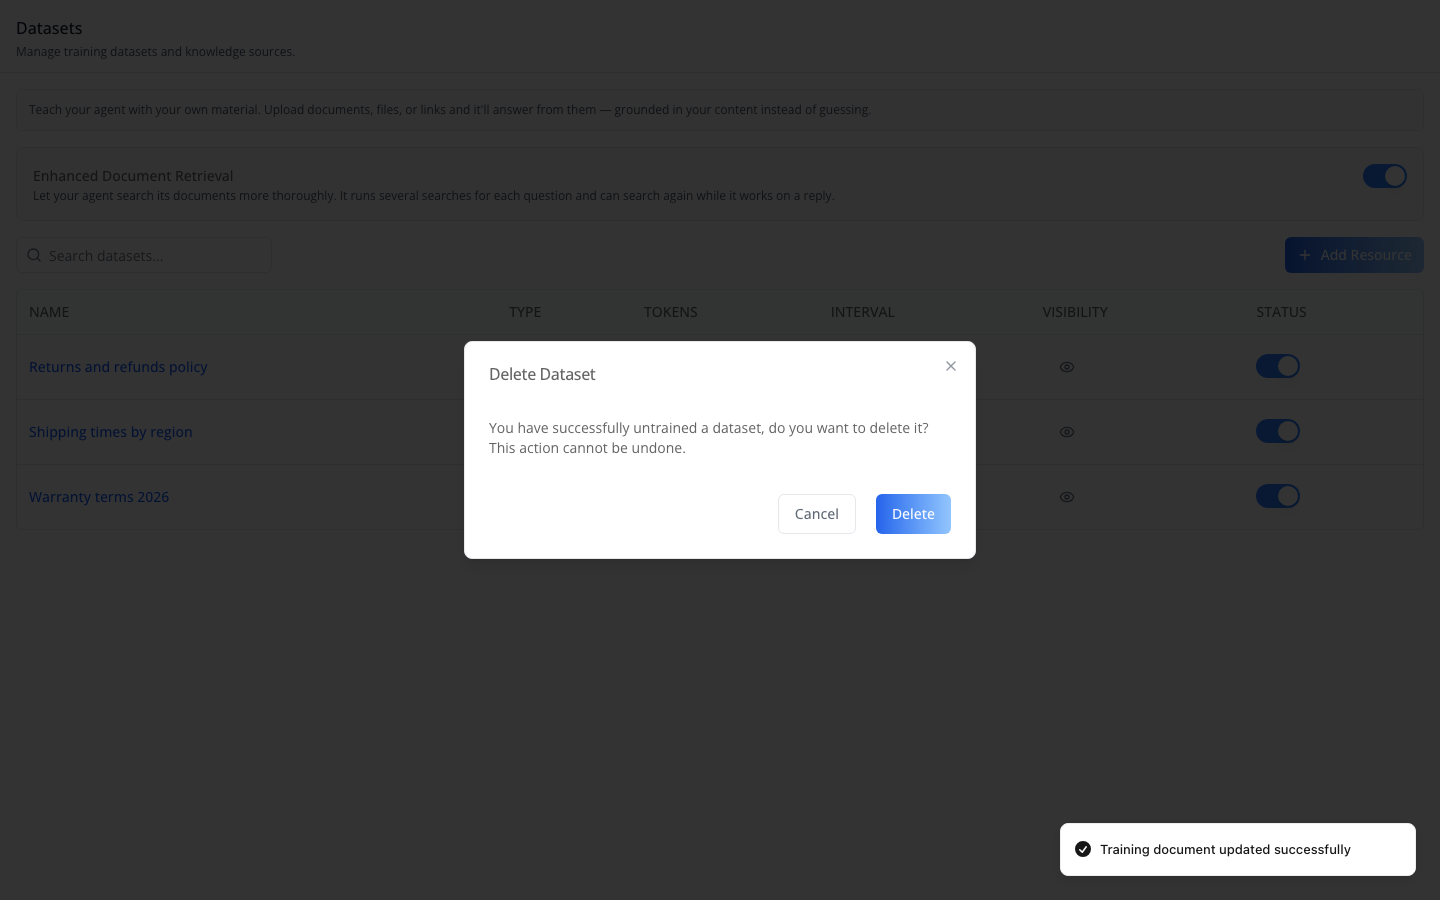 Datasets
Manage training datasets and knowledge sources.
Teach your agent with your own material. Upload documents, files, or links and it'll answer from them — grounded in your content instead of guessing.
Enhanced Document Retrieval
Let your agent search its documents more thoroughly. It runs several searches for each question and can search again while it works on a reply.
Search datasets...
Add Resource
NAME TYPE TOKENS INTERVAL VISIBILITY STATUS
Returns and refunds policy
Shipping times by region
Warranty terms 2026
Delete Dataset
You have successfully untrained a dataset, do you want to delete it?
This action cannot be undone.
Cancel Delete
Training document updated successfully